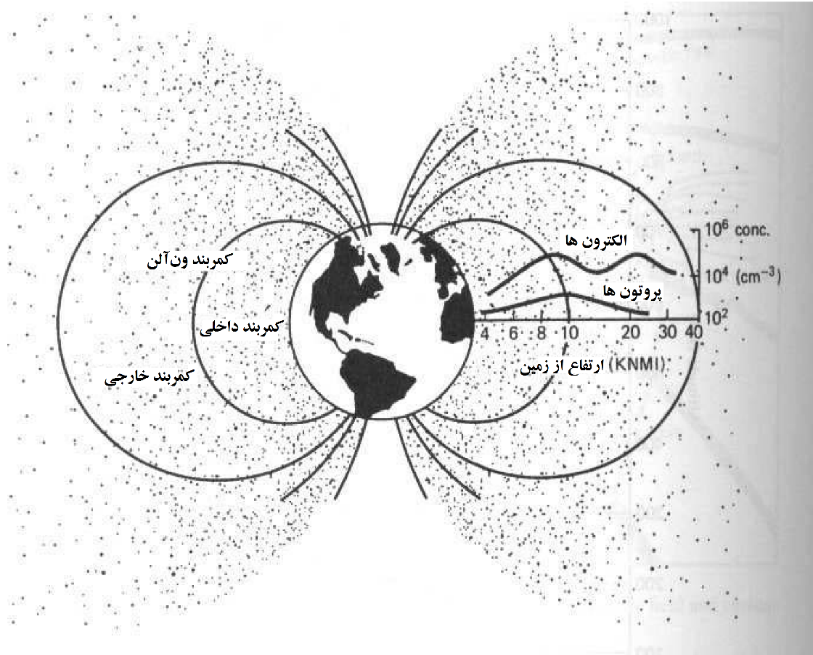 الکترون ها
10⁶ conc.
10⁴ (cm⁻³)
پروتون ها
10²
4 6 8 10 20 30 40
ارتفاع از زمین (KNMI)
کمربند ون‌آلن
کمربند داخلی
کمربند خارجی